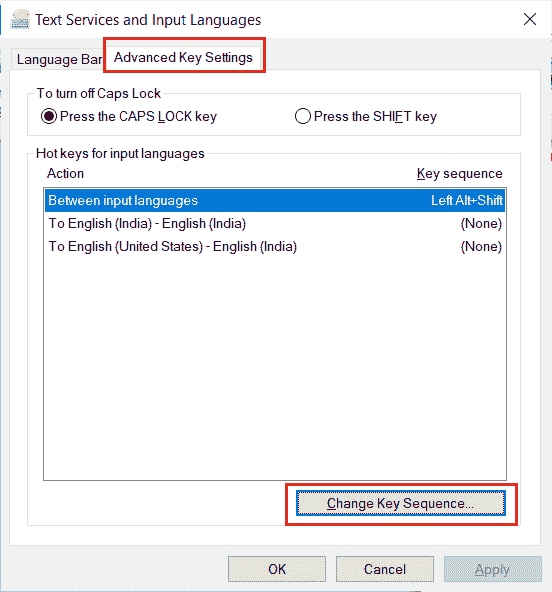 Text Services and Input Languages
Language Bar Advanced Key Settings
To turn off Caps Lock
Press the CAPS LOCK key Press the SHIFT key
Hot keys for input languages
Action Key sequence
Between input languages Left Alt+Shift
To English (India) - English (India) (None)
To English (United States) - English (India) (None)
Change Key Sequence...
OK Cancel Apply